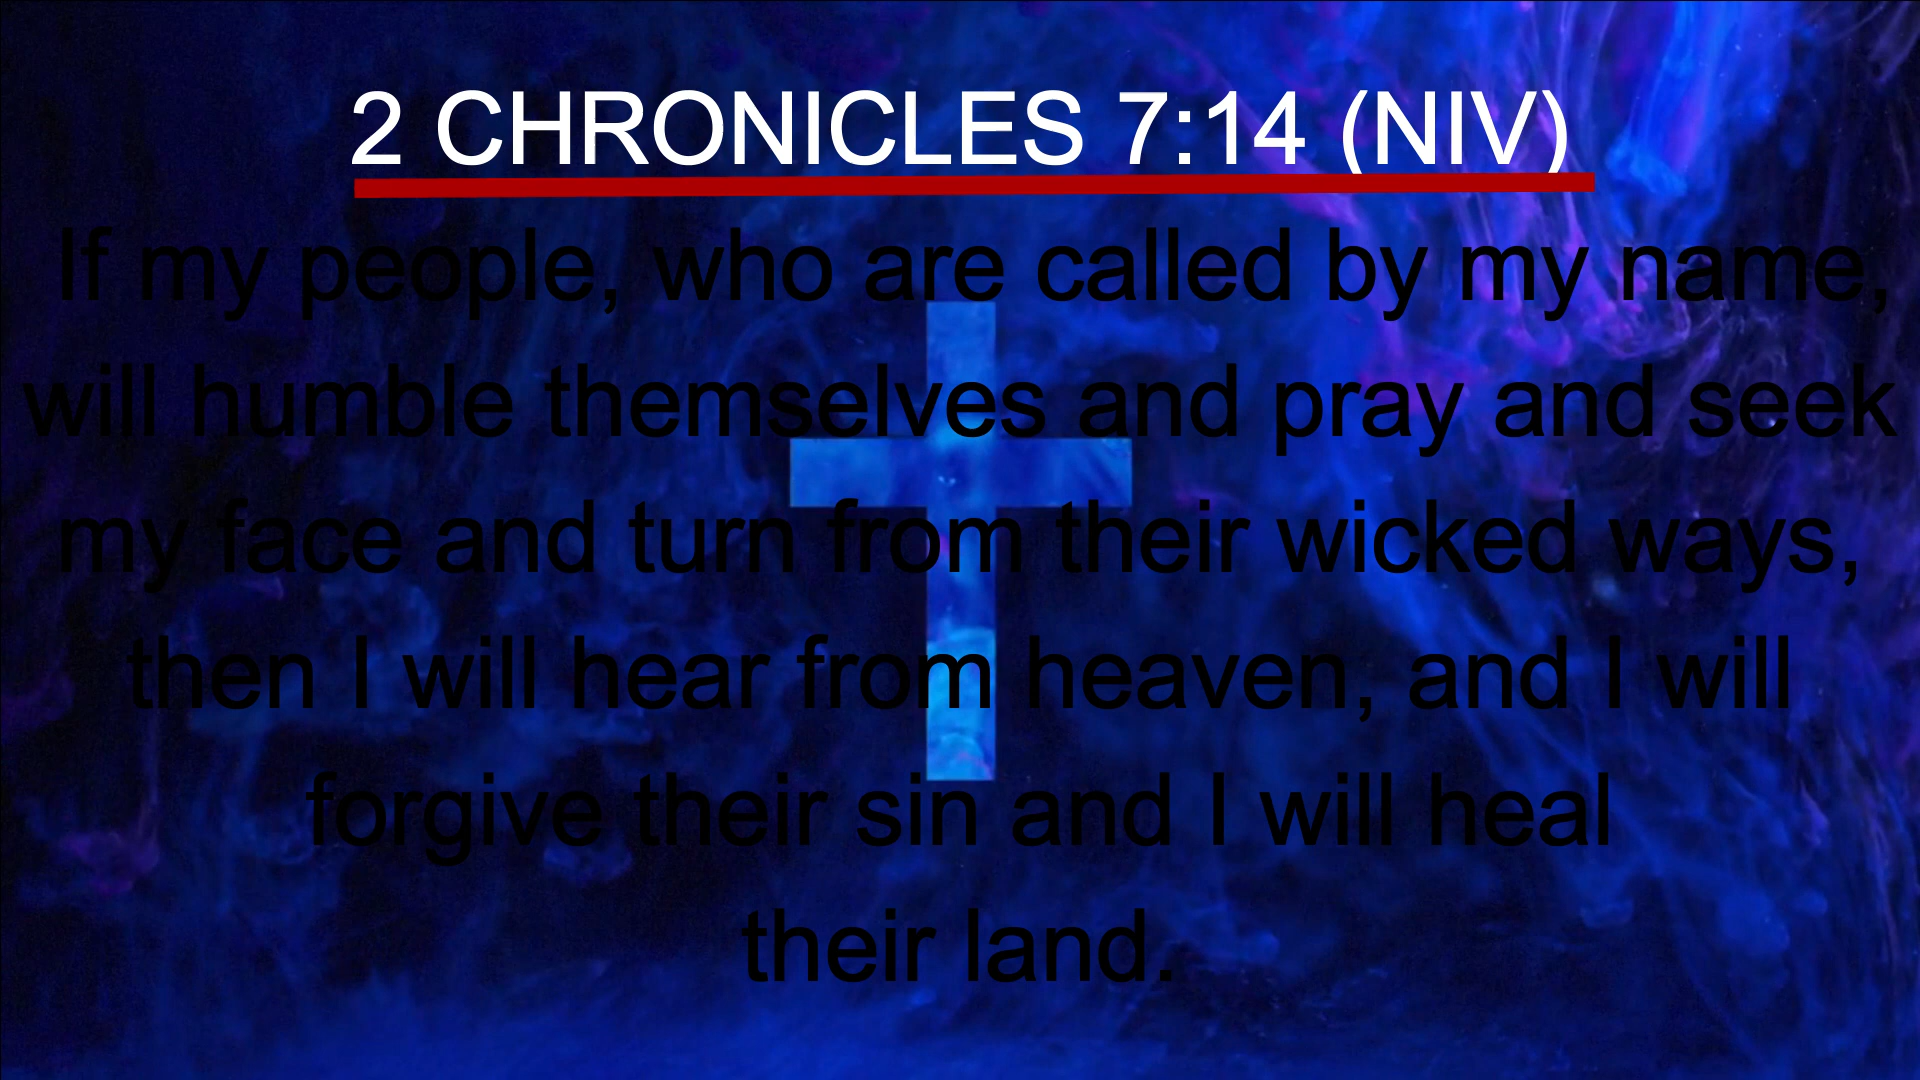 2 CHRONICLES 7:14 (NIV)
If my people, who are called by my name,
will humble themselves and pray and seek
my face and turn from their wicked ways,
then I will hear from heaven, and I will
forgive their sin and I will heal
their land.